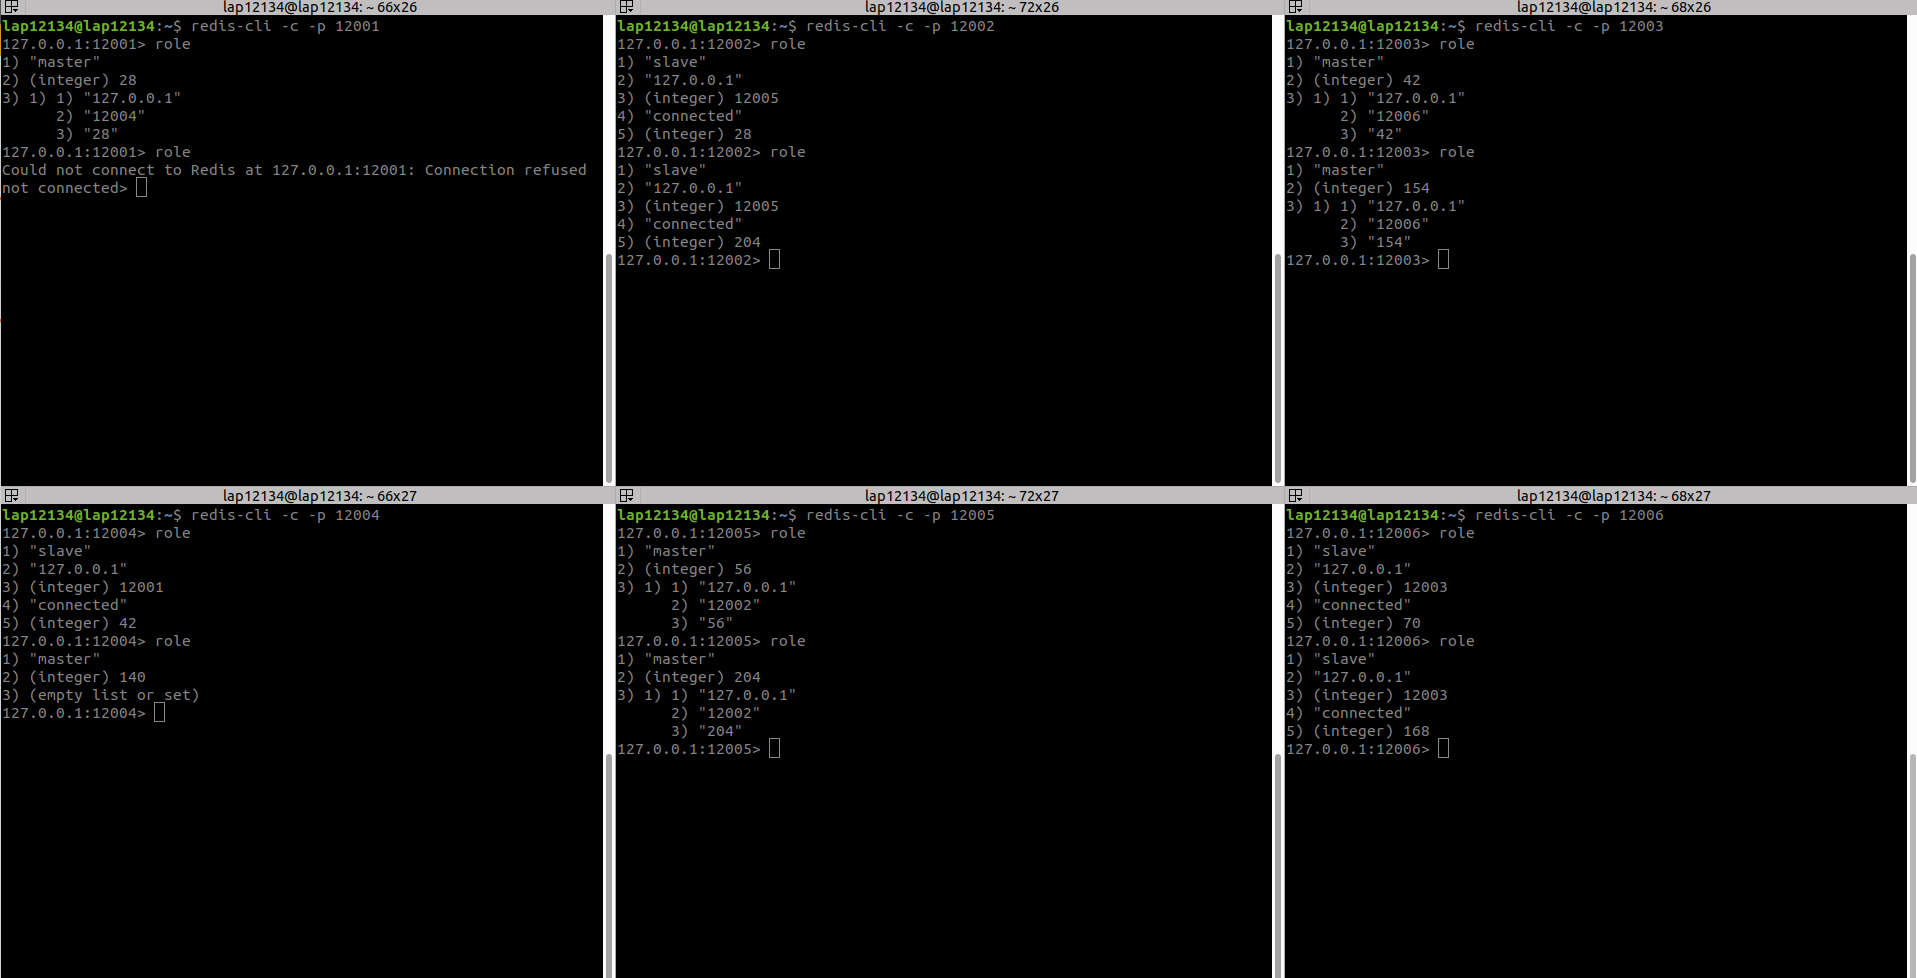 lap12134@lap12134: ~ 66x26
lap12134@lap12134:~$ redis-cli -c -p 12001
127.0.0.1:12001> role
1) "master"
2) (integer) 28
3) 1) 1) "127.0.0.1"
      2) "12004"
      3) "28"
127.0.0.1:12001> role
Could not connect to Redis at 127.0.0.1:12001: Connection refused
not connected>
lap12134@lap12134: ~ 72x26
lap12134@lap12134:~$ redis-cli -c -p 12002
127.0.0.1:12002> role
1) "slave"
2) "127.0.0.1"
3) (integer) 12005
4) "connected"
5) (integer) 28
127.0.0.1:12002> role
1) "slave"
2) "127.0.0.1"
3) (integer) 12005
4) "connected"
5) (integer) 204
127.0.0.1:12002>
lap12134@lap12134: ~ 68x26
lap12134@lap12134:~$ redis-cli -c -p 12003
127.0.0.1:12003> role
1) "master"
2) (integer) 42
3) 1) 1) "127.0.0.1"
      2) "12006"
      3) "42"
127.0.0.1:12003> role
1) "master"
2) (integer) 154
3) 1) 1) "127.0.0.1"
      2) "12006"
      3) "154"
127.0.0.1:12003>
lap12134@lap12134: ~ 66x27
lap12134@lap12134:~$ redis-cli -c -p 12004
127.0.0.1:12004> role
1) "slave"
2) "127.0.0.1"
3) (integer) 12001
4) "connected"
5) (integer) 42
127.0.0.1:12004> role
1) "master"
2) (integer) 140
3) (empty list or set)
127.0.0.1:12004>
lap12134@lap12134: ~ 72x27
lap12134@lap12134:~$ redis-cli -c -p 12005
127.0.0.1:12005> role
1) "master"
2) (integer) 56
3) 1) 1) "127.0.0.1"
      2) "12002"
      3) "56"
127.0.0.1:12005> role
1) "master"
2) (integer) 204
3) 1) 1) "127.0.0.1"
      2) "12002"
      3) "204"
127.0.0.1:12005>
lap12134@lap12134: ~ 68x27
lap12134@lap12134:~$ redis-cli -c -p 12006
127.0.0.1:12006> role
1) "slave"
2) "127.0.0.1"
3) (integer) 12003
4) "connected"
5) (integer) 70
127.0.0.1:12006> role
1) "slave"
2) "127.0.0.1"
3) (integer) 12003
4) "connected"
5) (integer) 168
127.0.0.1:12006>